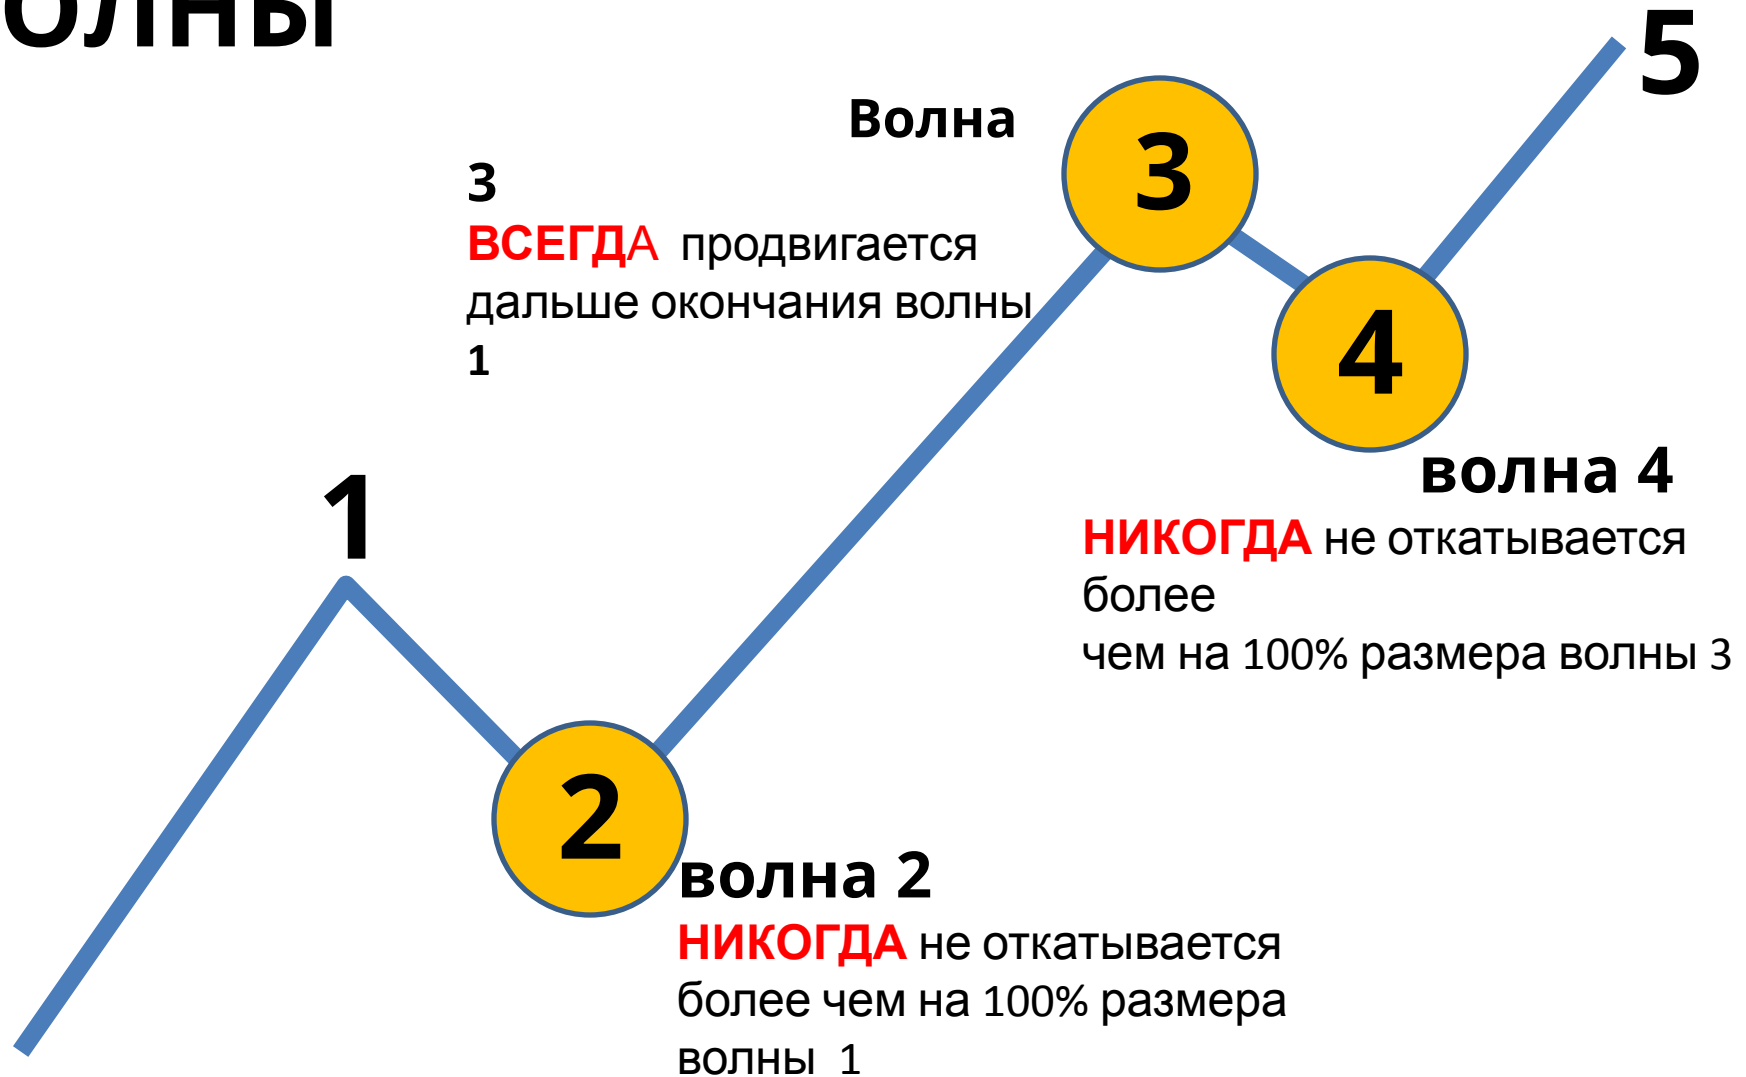 ОЛНЫ
5
Волна
3
3
ВСЕГДА продвигается
дальше окончания волны
1
4
волна 4
НИКОГДА не откатывается
более
чем на 100% размера волны 3
1
2
волна 2
НИКОГДА не откатывается
более чем на 100% размера
волны 1